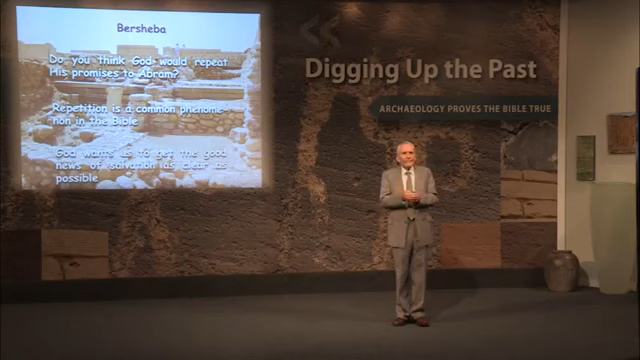 Bersheba
Do you think God would repeat
His promises to Abram?
Repetition is a common phenome-
non in the Bible
God wants us to get the good
news of salvation as clear as
possible
Digging Up the Past
ARCHAEOLOGY PROVES THE BIBLE TRUE